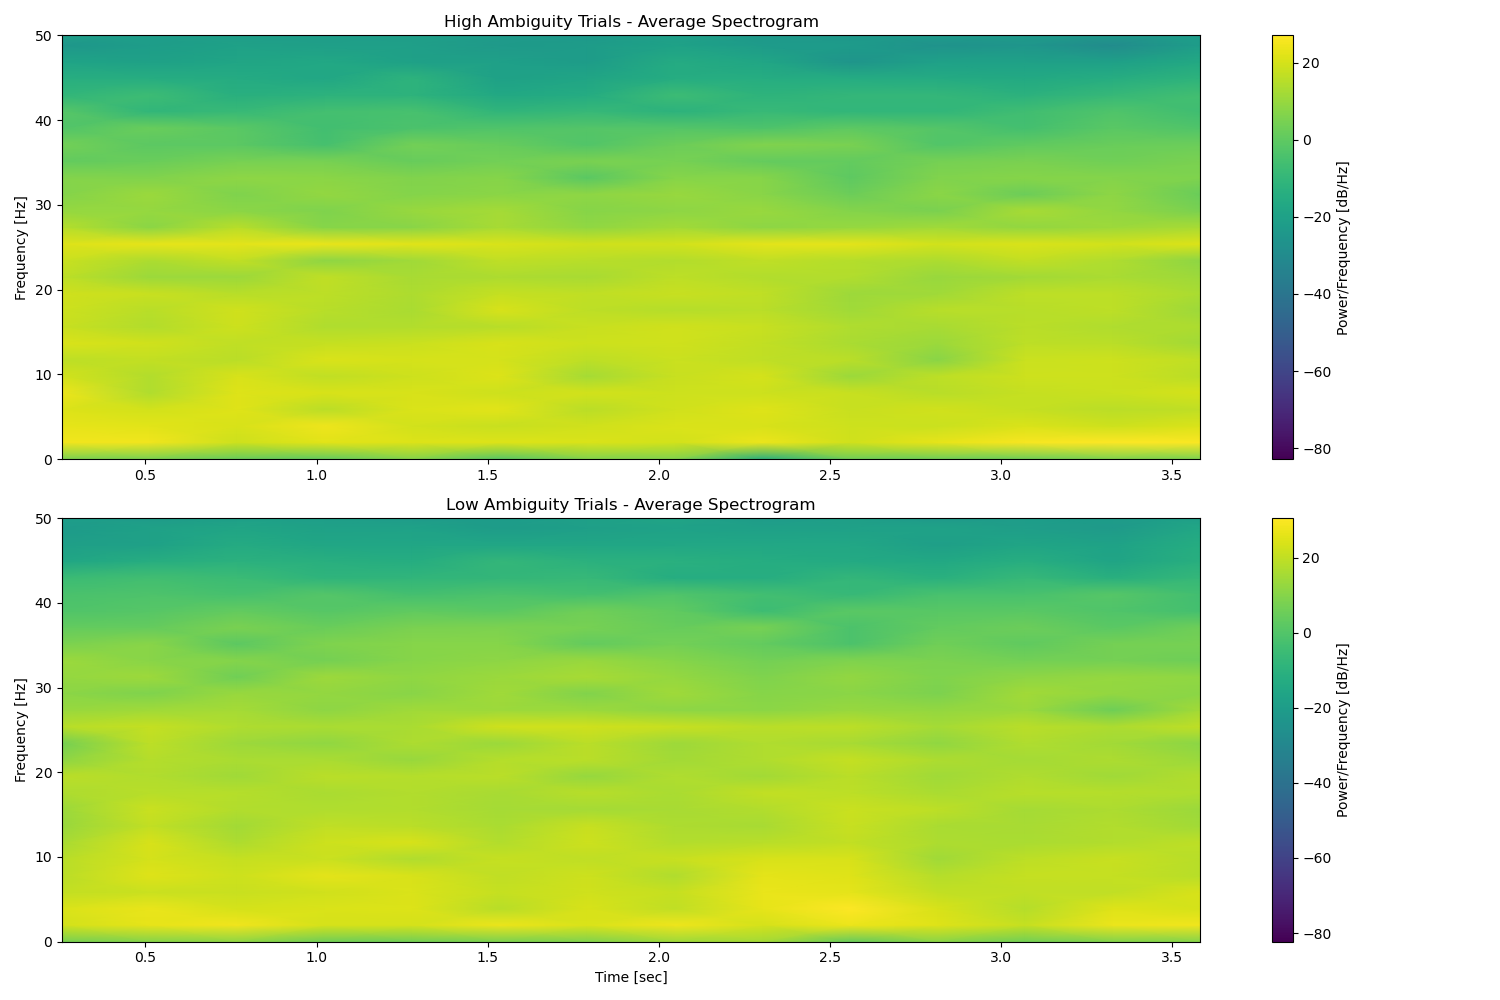 High Ambiguity Trials - Average Spectrogram
50
40
30
20
10
0
Frequency [Hz]
0.5 1.0 1.5 2.0 2.5 3.0 3.5
20
0
−20
−40
−60
−80
Power/Frequency [dB/Hz]
Low Ambiguity Trials - Average Spectrogram
50
40
30
20
10
0
Frequency [Hz]
0.5 1.0 1.5 2.0 2.5 3.0 3.5
Time [sec]
20
0
−20
−40
−60
−80
Power/Frequency [dB/Hz]